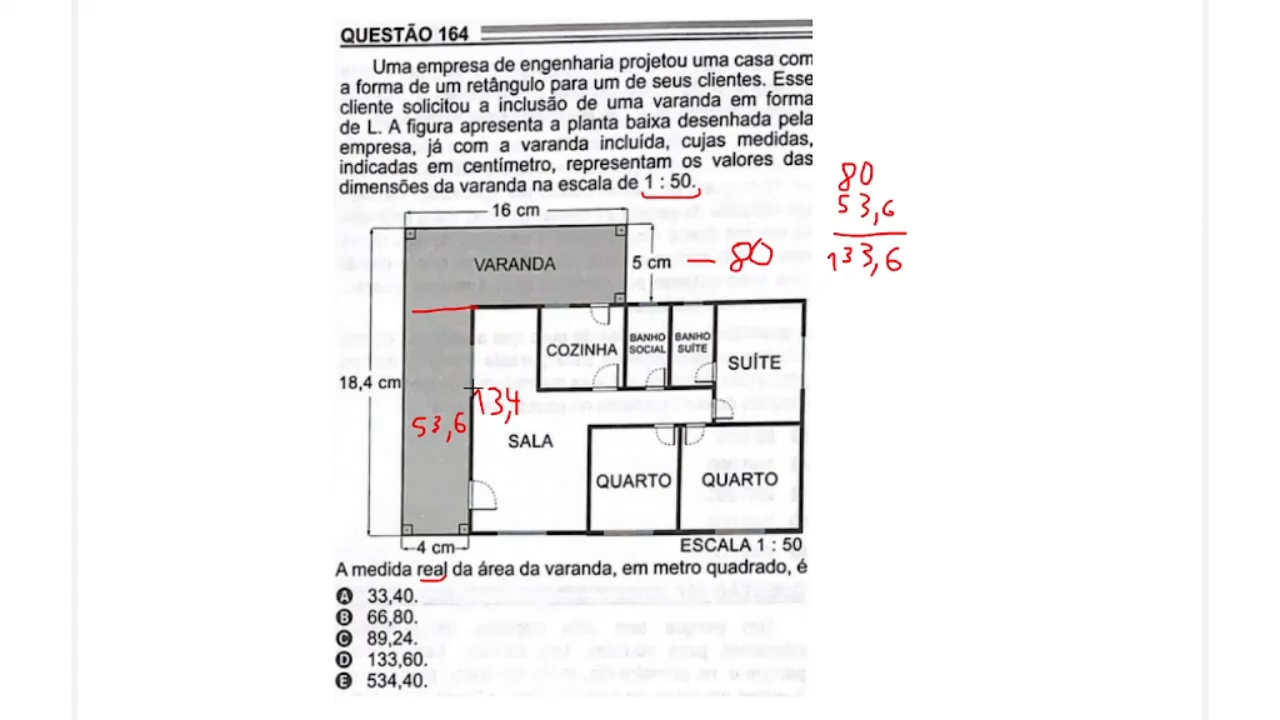 QUESTÃO 164
Uma empresa de engenharia projetou uma casa com
a forma de um retângulo para um de seus clientes. Esse
cliente solicitou a inclusão de uma varanda em forma
de L. A figura apresenta a planta baixa desenhada pela
empresa, já com a varanda incluída, cujas medidas,
indicadas em centímetro, representam os valores das
dimensões da varanda na escala de 1 : 50.
80
53,6
133,6
16 cm
VARANDA
5 cm — 80
COZINHA
BANHO
SOCIAL
BANHO
SUÍTE
SUÍTE
18,4 cm
13,4
53,6
SALA
QUARTO
QUARTO
4 cm
ESCALA 1 : 50
A medida real da área da varanda, em metro quadrado, é
A 33,40.
B 66,80.
C 89,24.
D 133,60.
E 534,40.